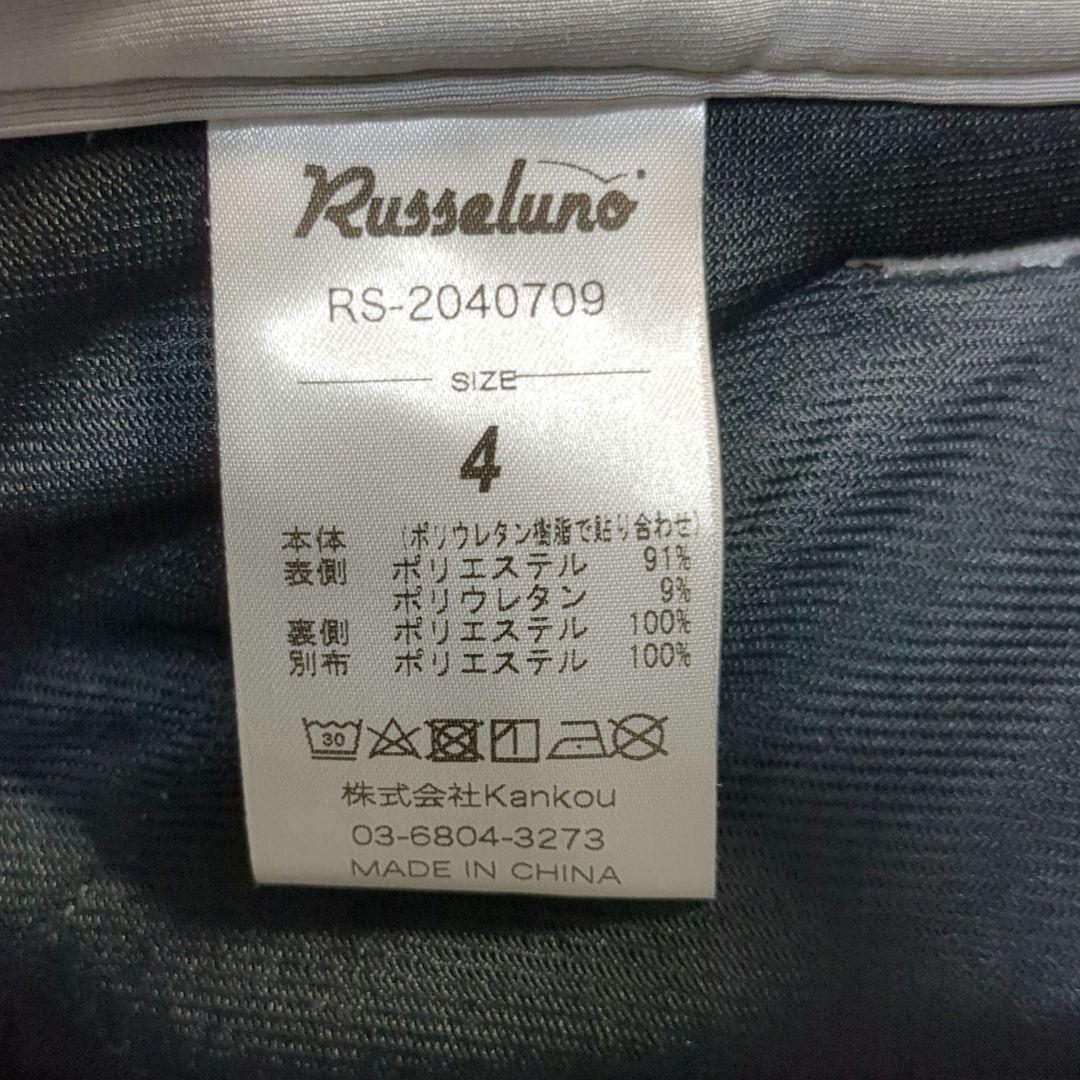 Russeluno
RS-2040709
SIZE
4
本体 (ポリウレタン樹脂で貼り合わせ)
表側 ポリエステル 91%
ポリウレタン 9%
裏側 ポリエステル 100%
別布 ポリエステル 100%
30
株式会社Kankou
03-6804-3273
MADE IN CHINA